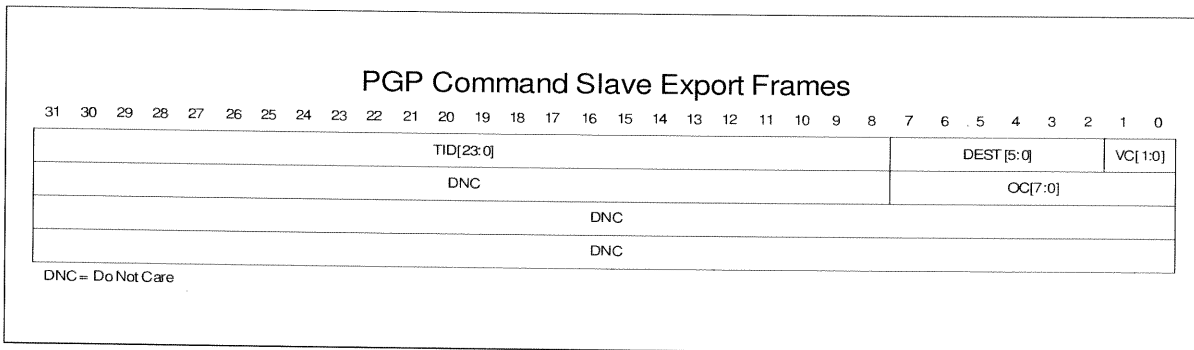 PGP Command Slave Export Frames
31 30 29 28 27 26 25 24 23 22 21 20 19 18 17 16 15 14 13 12 11 10 9 8 7 6 5 4 3 2 1 0
TID[23:0] DEST[5:0] VC[1:0]
DNC OC[7:0]
DNC
DNC
DNC = Do Not Care